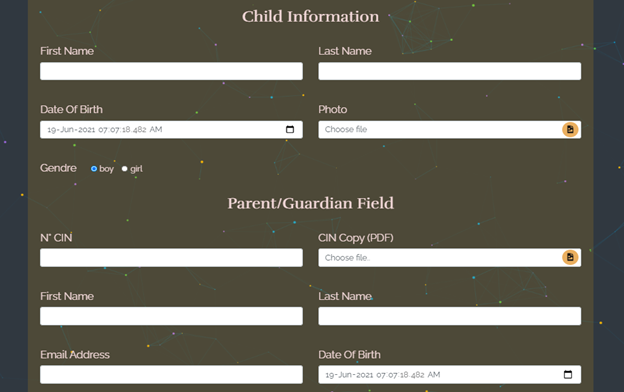 Child Information
First Name
Last Name
Date Of Birth
Photo
19-Jun-2021 07:07:18.482 AM
Choose file
Gendre boy girl
Parent/Guardian Field
N° CIN
CIN Copy (PDF)
Choose file.
First Name
Last Name
Email Address
Date Of Birth
19-Jun-2021 07:07:18.482 AM